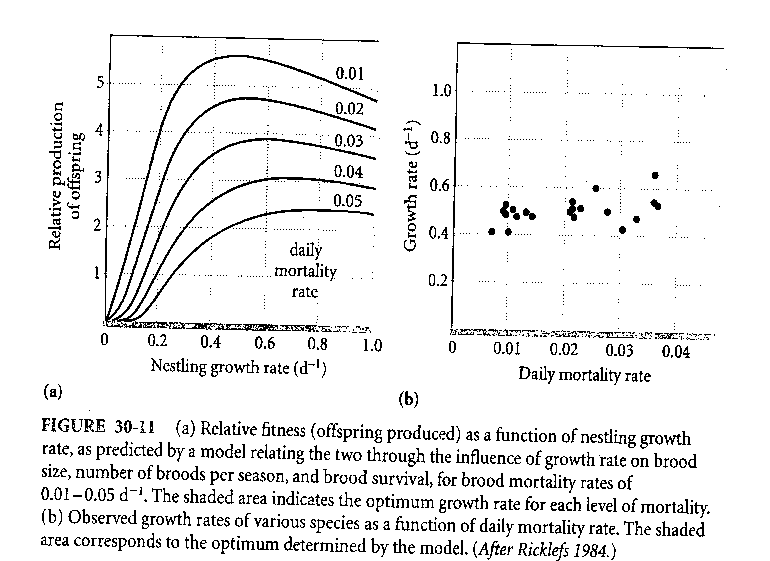 Relative production
of offspring
5
4
3
2
1
0.01
0.02
0.03
0.04
0.05
daily
mortality
rate
0
0.2
0.4
0.6
0.8
1.0
Nestling growth rate (d⁻¹)
(a)
Growth rate (d⁻¹)
1.0
0.8
0.6
0.4
0.2
0
0.01
0.02
0.03
0.04
Daily mortality rate
(b)
FIGURE 30-11 (a) Relative fitness (offspring produced) as a function of nestling growth
rate, as predicted by a model relating the two through the influence of growth rate on brood
size, number of broods per season, and brood survival, for brood mortality rates of
0.01–0.05 d⁻¹. The shaded area indicates the optimum growth rate for each level of mortality.
(b) Observed growth rates of various species as a function of daily mortality rate. The shaded
area corresponds to the optimum determined by the model. (After Ricklefs 1984.)